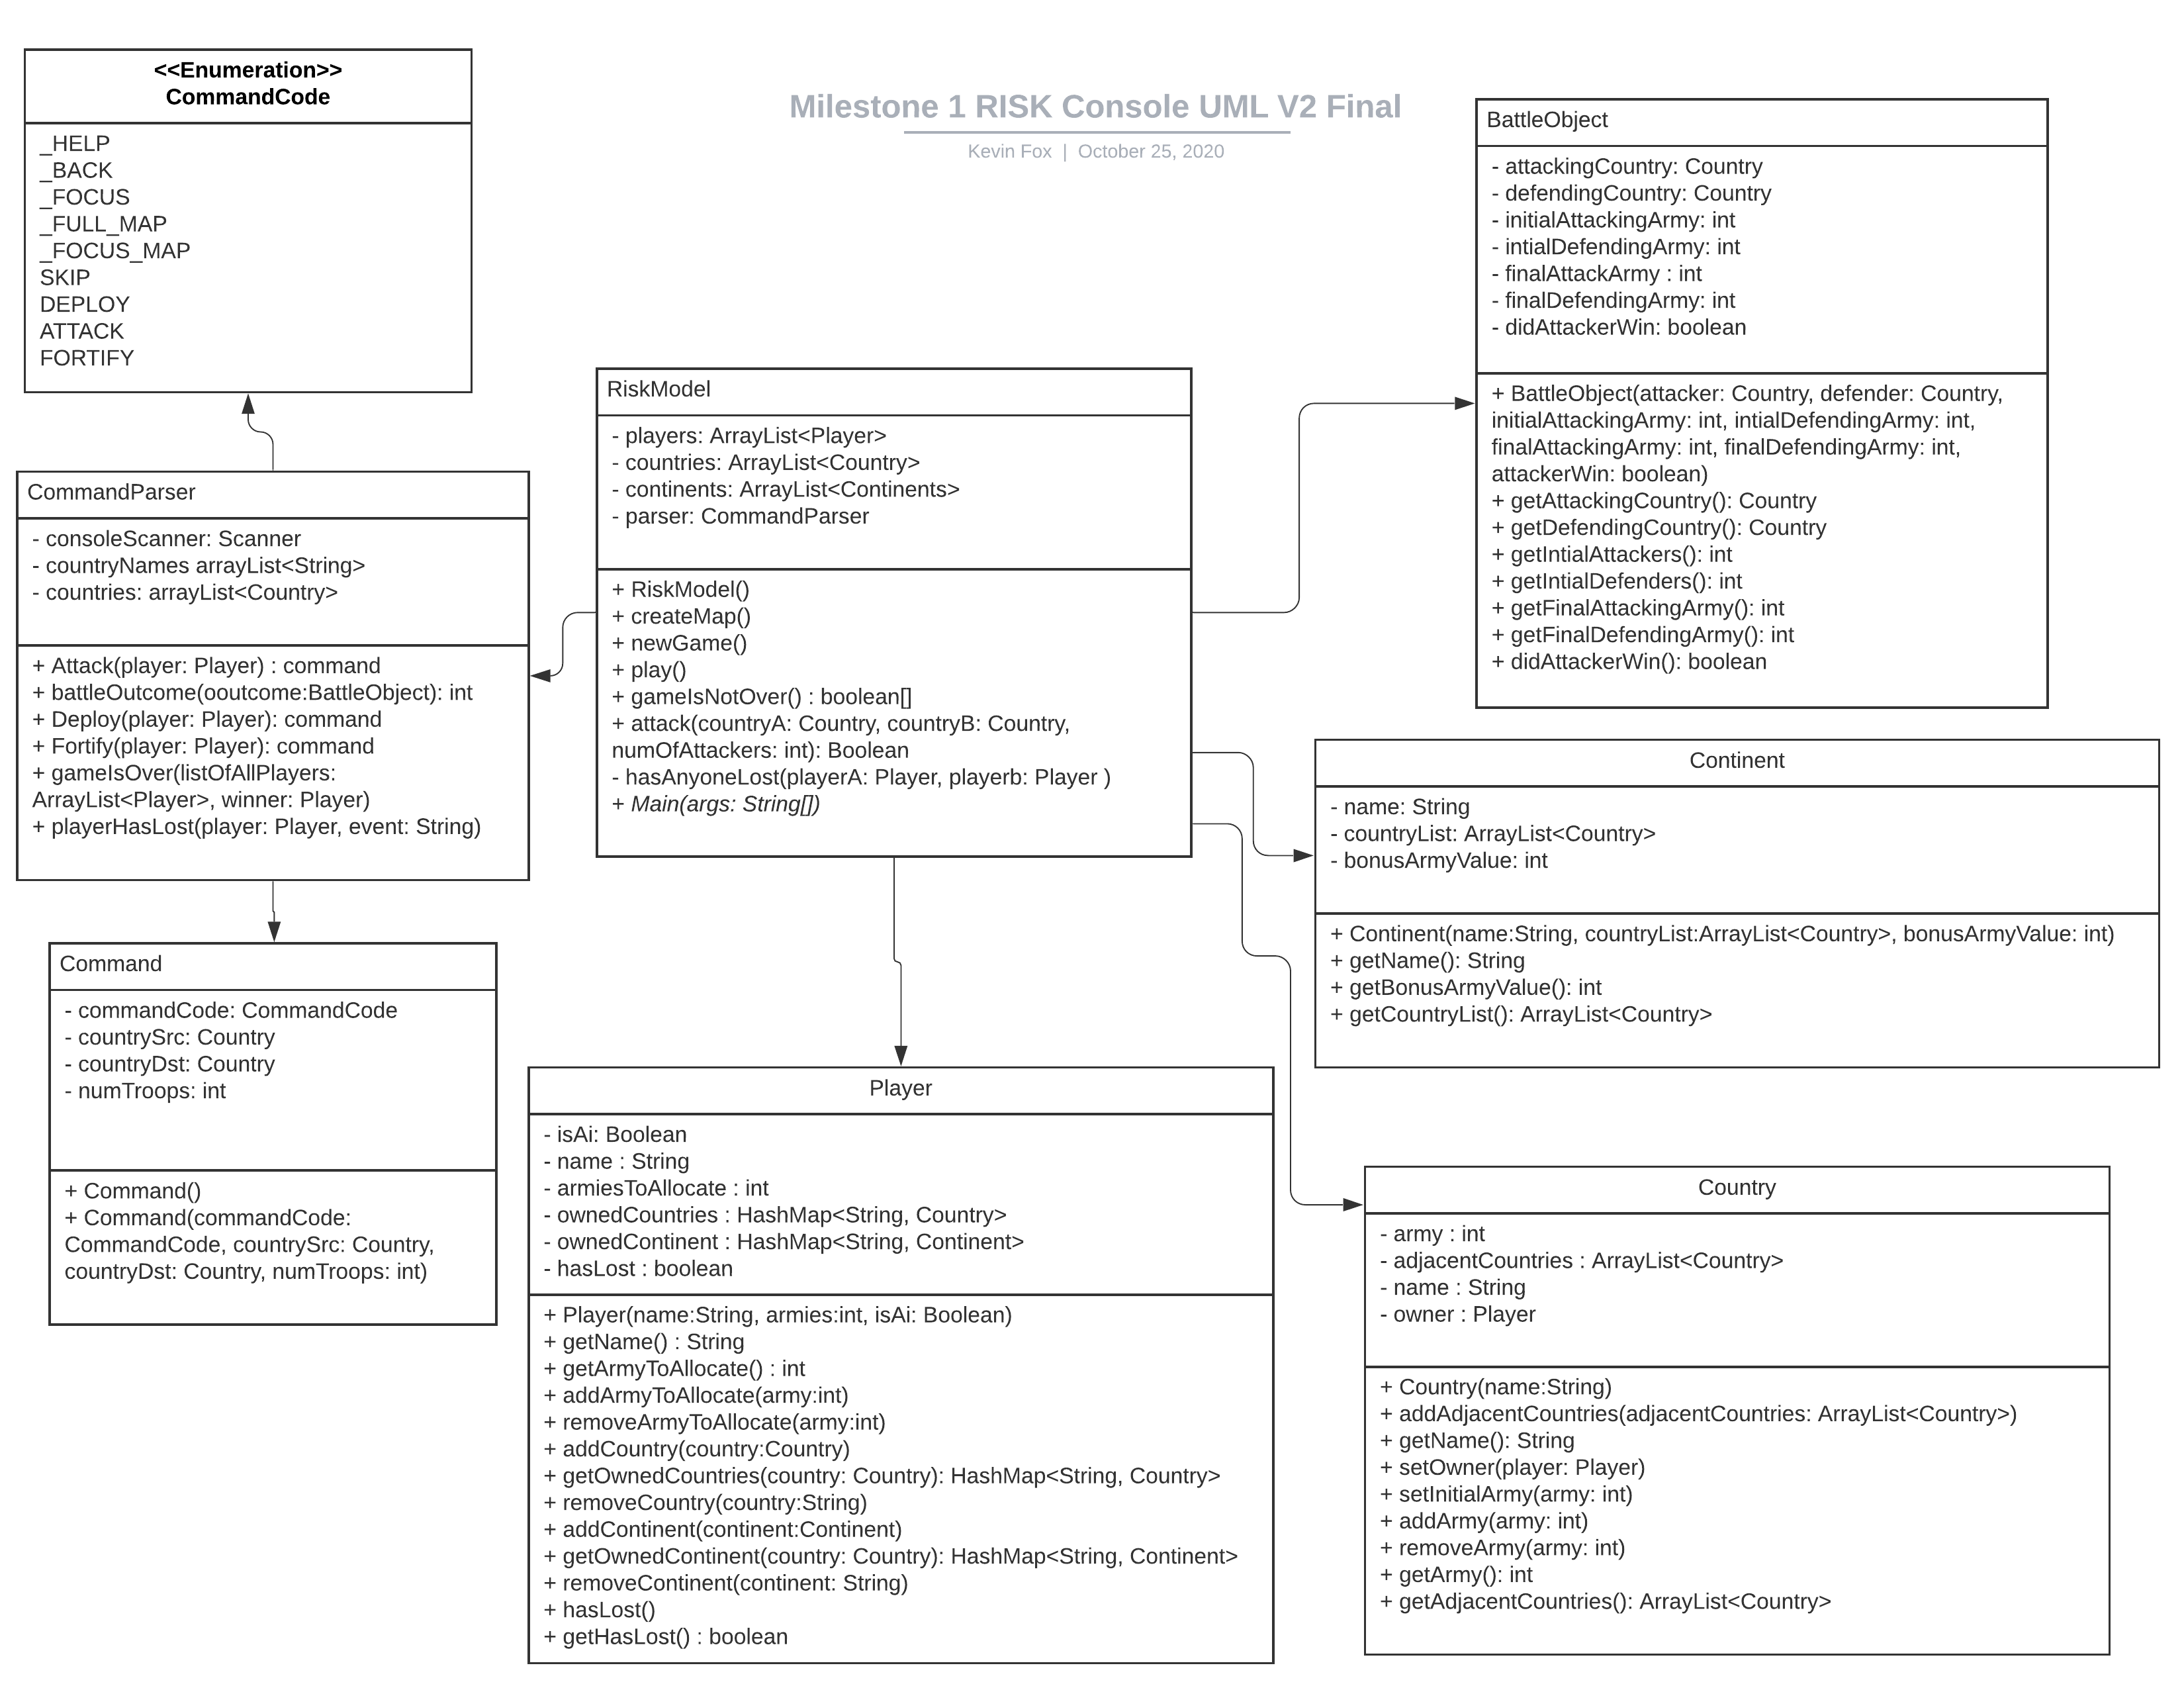 Milestone 1 RISK Console UML V2 Final
Kevin Fox | October 25, 2020
<<Enumeration>>
CommandCode
_HELP
_BACK
_FOCUS
_FULL_MAP
_FOCUS_MAP
SKIP
DEPLOY
ATTACK
FORTIFY
CommandParser
- consoleScanner: Scanner
- countryNames arrayList<String>
- countries: arrayList<Country>
+ Attack(player: Player) : command
+ battleOutcome(ooutcome:BattleObject): int
+ Deploy(player: Player): command
+ Fortify(player: Player): command
+ gameIsOver(listOfAllPlayers:
ArrayList<Player>, winner: Player)
+ playerHasLost(player: Player, event: String)
Command
- commandCode: CommandCode
- countrySrc: Country
- countryDst: Country
- numTroops: int
+ Command()
+ Command(commandCode:
CommandCode, countrySrc: Country,
countryDst: Country, numTroops: int)
RiskModel
- players: ArrayList<Player>
- countries: ArrayList<Country>
- continents: ArrayList<Continents>
- parser: CommandParser
+ RiskModel()
+ createMap()
+ newGame()
+ play()
+ gameIsNotOver() : boolean[]
+ attack(countryA: Country, countryB: Country,
numOfAttackers: int): Boolean
- hasAnyoneLost(playerA: Player, playerb: Player )
+ Main(args: String[])
Player
- isAi: Boolean
- name : String
- armiesToAllocate : int
- ownedCountries : HashMap<String, Country>
- ownedContinent : HashMap<String, Continent>
- hasLost : boolean
+ Player(name:String, armies:int, isAi: Boolean)
+ getName() : String
+ getArmyToAllocate() : int
+ addArmyToAllocate(army:int)
+ removeArmyToAllocate(army:int)
+ addCountry(country:Country)
+ getOwnedCountries(country: Country): HashMap<String, Country>
+ removeCountry(country:String)
+ addContinent(continent:Continent)
+ getOwnedContinent(country: Country): HashMap<String, Continent>
+ removeContinent(continent: String)
+ hasLost()
+ getHasLost() : boolean
BattleObject
- attackingCountry: Country
- defendingCountry: Country
- initialAttackingArmy: int
- intialDefendingArmy: int
- finalAttackArmy : int
- finalDefendingArmy: int
- didAttackerWin: boolean
+ BattleObject(attacker: Country, defender: Country,
initialAttackingArmy: int, intialDefendingArmy: int,
finalAttackingArmy: int, finalDefendingArmy: int,
attackerWin: boolean)
+ getAttackingCountry(): Country
+ getDefendingCountry(): Country
+ getIntialAttackers(): int
+ getIntialDefenders(): int
+ getFinalAttackingArmy(): int
+ getFinalDefendingArmy(): int
+ didAttackerWin(): boolean
Continent
- name: String
- countryList: ArrayList<Country>
- bonusArmyValue: int
+ Continent(name:String, countryList:ArrayList<Country>, bonusArmyValue: int)
+ getName(): String
+ getBonusArmyValue(): int
+ getCountryList(): ArrayList<Country>
Country
- army : int
- adjacentCountries : ArrayList<Country>
- name : String
- owner : Player
+ Country(name:String)
+ addAdjacentCountries(adjacentCountries: ArrayList<Country>)
+ getName(): String
+ setOwner(player: Player)
+ setInitialArmy(army: int)
+ addArmy(army: int)
+ removeArmy(army: int)
+ getArmy(): int
+ getAdjacentCountries(): ArrayList<Country>